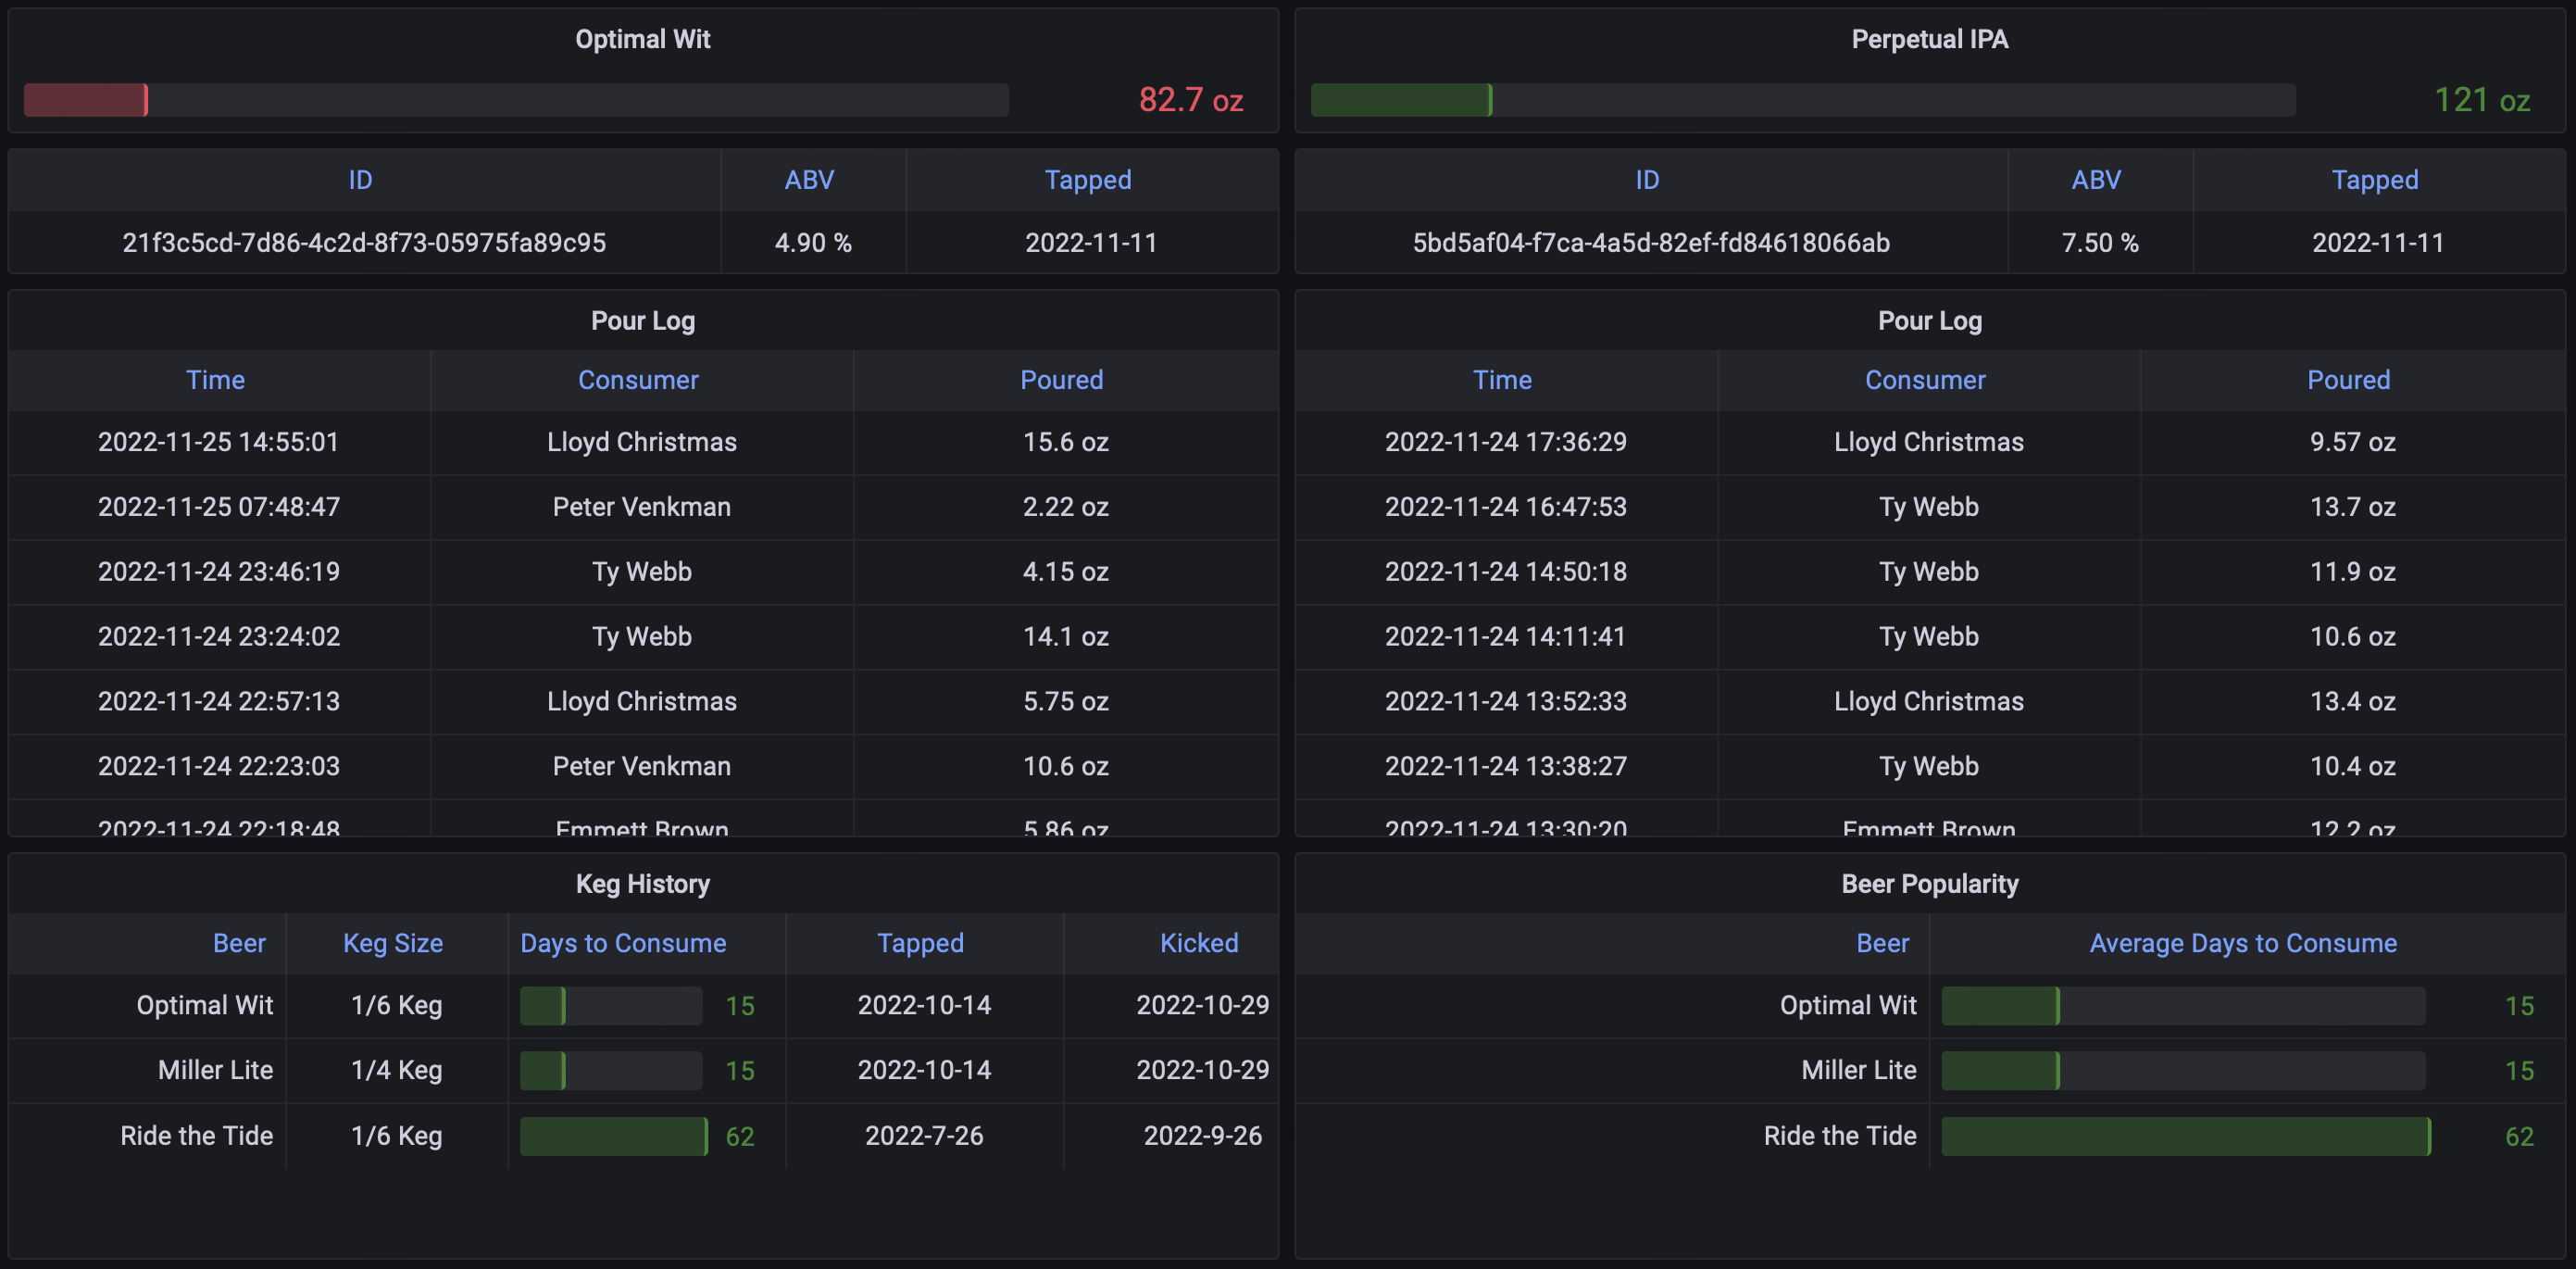 Optimal Wit
82.7 oz
ID ABV Tapped
21f3c5cd-7d86-4c2d-8f73-05975fa89c95 4.90 % 2022-11-11
Pour Log
Time Consumer Poured
2022-11-25 14:55:01 Lloyd Christmas 15.6 oz
2022-11-25 07:48:47 Peter Venkman 2.22 oz
2022-11-24 23:46:19 Ty Webb 4.15 oz
2022-11-24 23:24:02 Ty Webb 14.1 oz
2022-11-24 22:57:13 Lloyd Christmas 5.75 oz
2022-11-24 22:23:03 Peter Venkman 10.6 oz
2022-11-24 22:18:48 Emmett Brown 5.86 oz
Perpetual IPA
121 oz
ID ABV Tapped
5bd5af04-f7ca-4a5d-82ef-fd84618066ab 7.50 % 2022-11-11
Pour Log
Time Consumer Poured
2022-11-24 17:36:29 Lloyd Christmas 9.57 oz
2022-11-24 16:47:53 Ty Webb 13.7 oz
2022-11-24 14:50:18 Ty Webb 11.9 oz
2022-11-24 14:11:41 Ty Webb 10.6 oz
2022-11-24 13:52:33 Lloyd Christmas 13.4 oz
2022-11-24 13:38:27 Ty Webb 10.4 oz
2022-11-24 13:30:20 Emmett Brown 12.2 oz
Keg History
Beer Keg Size Days to Consume Tapped Kicked
Optimal Wit 1/6 Keg 15 2022-10-14 2022-10-29
Miller Lite 1/4 Keg 15 2022-10-14 2022-10-29
Ride the Tide 1/6 Keg 62 2022-7-26 2022-9-26
Beer Popularity
Beer Average Days to Consume
Optimal Wit 15
Miller Lite 15
Ride the Tide 62